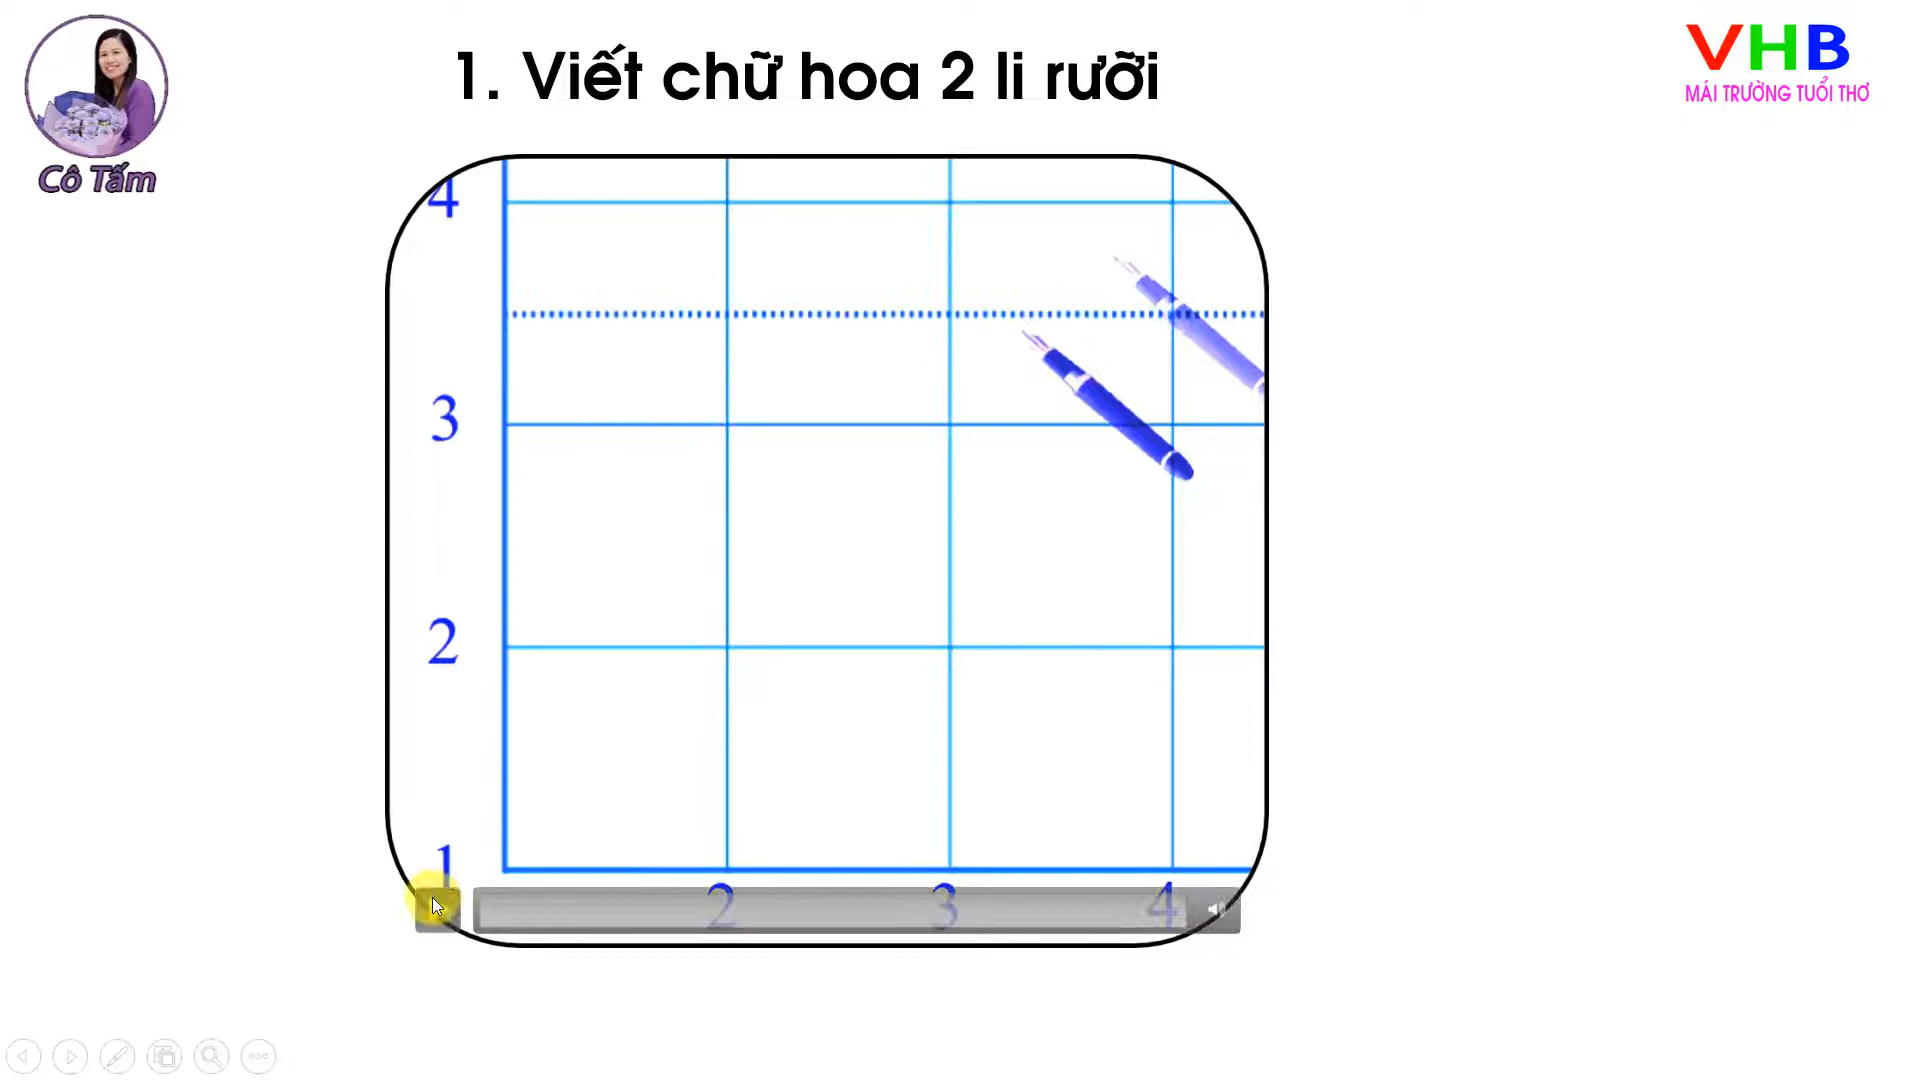 1. Viết chữ hoa 2 li rưỡi
VHB
MÁI TRƯỜNG TUỔI THƠ
Cô Tấm
4
3
2
1
2 3 4